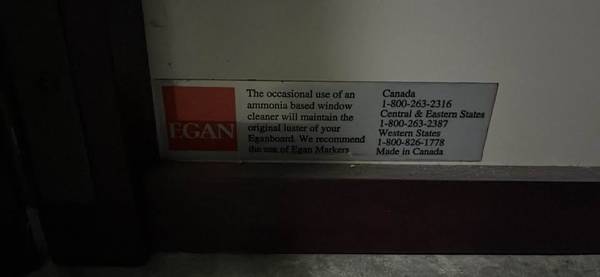 EGAN
The occasional use of an
ammonia based window
cleaner will maintain the
original luster of your
Eganboard. We recommend
the use of Egan Markers
Canada
1-800-263-2316
Central & Eastern States
1-800-263-2387
Western States
1-800-826-1778
Made in Canada